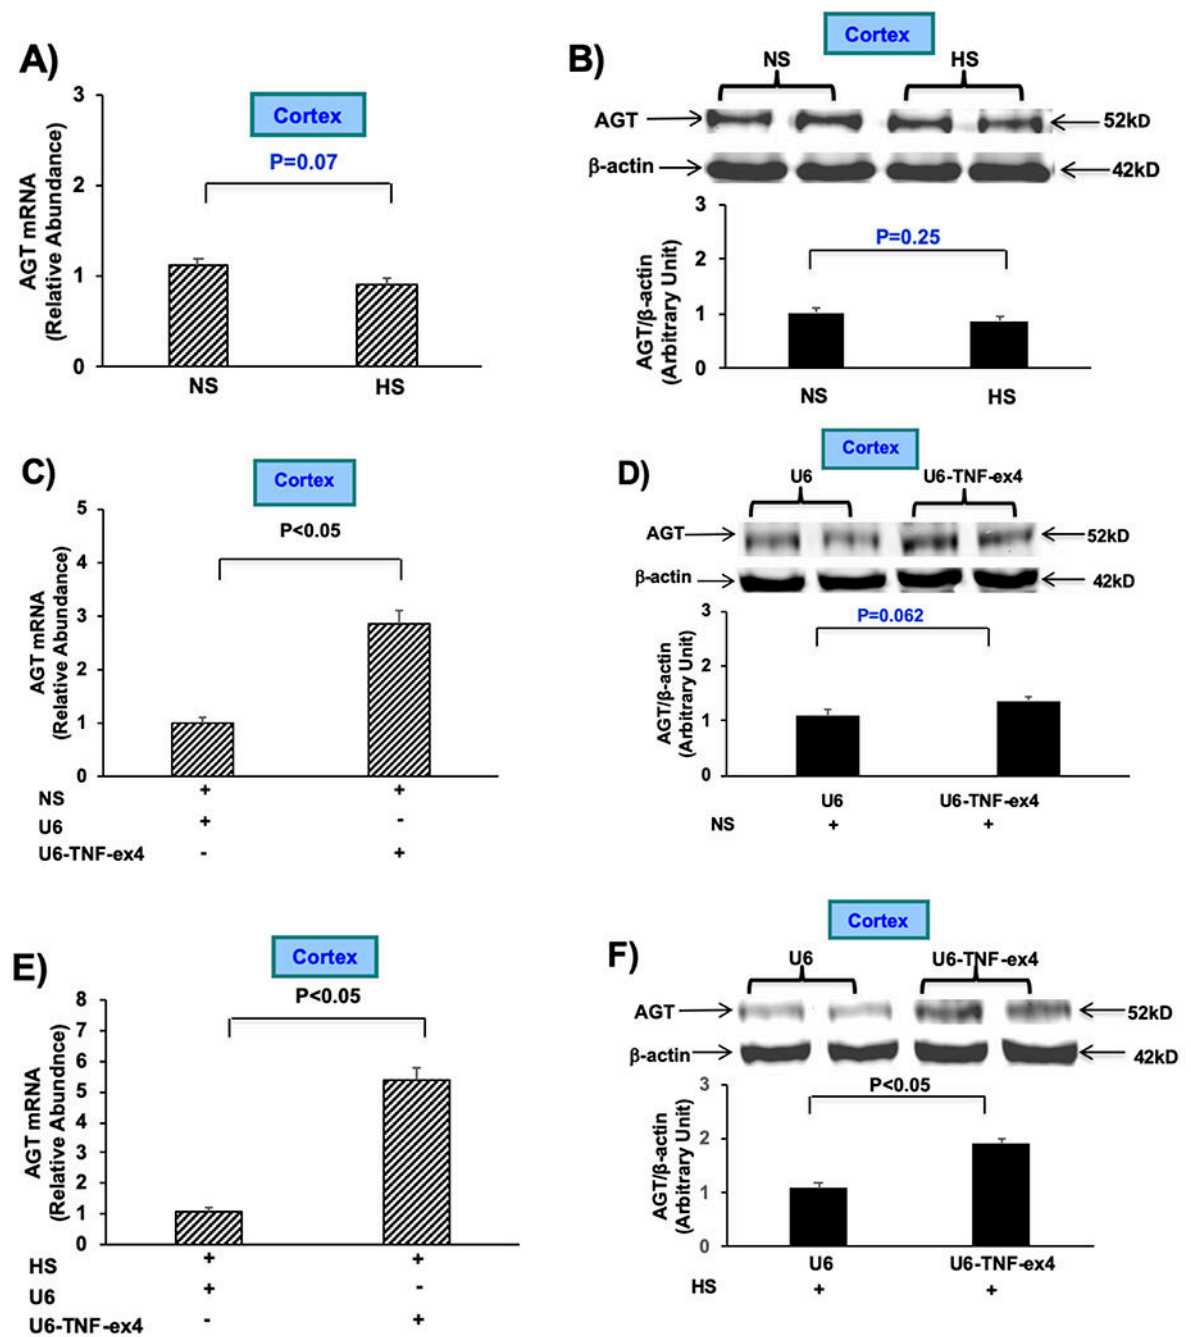 A)
Cortex
P=0.07
AGT mRNA
(Relative Abundance)
3
2
1
0
NS HS
B)
Cortex
NS HS
AGT 52kD
β-actin 42kD
P=0.25
AGT/β-actin
(Arbitrary Unit)
3
2
1
0
NS HS
C)
Cortex
P<0.05
AGT mRNA
(Relative Abundance)
5
4
3
2
1
0
NS + +
U6 + -
U6-TNF-ex4 - +
D)
Cortex
U6 U6-TNF-ex4
AGT 52kD
β-actin 42kD
P=0.062
AGT/β-actin
(Arbitrary Unit)
3
2
1
0
U6 U6-TNF-ex4
NS + +
E)
Cortex
P<0.05
AGT mRNA
(Relative Abundnce)
8
7
6
5
4
3
2
1
0
HS + +
U6 + -
U6-TNF-ex4 - +
F)
Cortex
U6 U6-TNF-ex4
AGT 52kD
β-actin 42kD
P<0.05
AGT/β-actin
(Arbitrary Unit)
3
2
1
0
U6 U6-TNF-ex4
HS + +